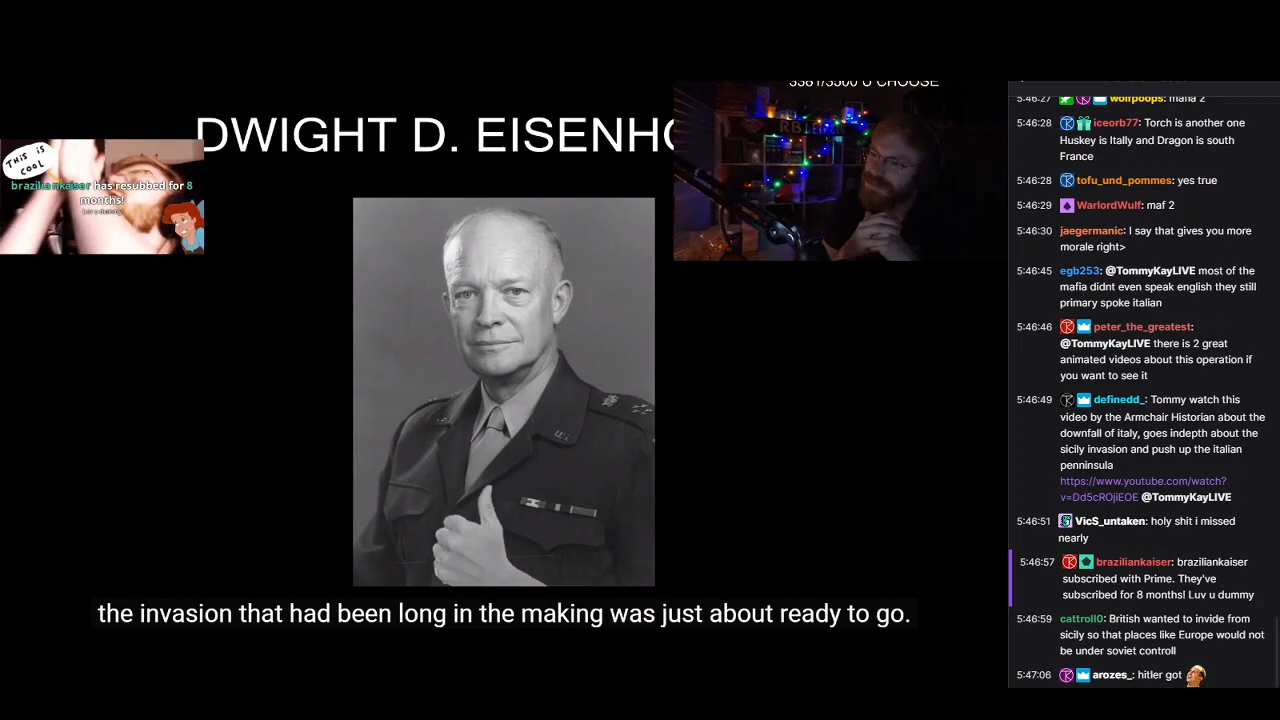 3381/3500 U CHOOSE
DWIGHT D. EISENHO
THIS IS
COOL
braziliankaiser has resubbed for 8
months!
Luv u dummy
the invasion that had been long in the making was just about ready to go.
5:46:27 wolfpoops: mafia 2
5:46:28 iceorb77: Torch is another one
Huskey is Itally and Dragon is south
France
5:46:28 tofu_und_pommes: yes true
5:46:29 WarlordWulf: maf 2
5:46:30 jaegermanic: I say that gives you more
morale right>
5:46:45 egb253: @TommyKayLIVE most of the
mafia didnt even speak english they still
primary spoke italian
5:46:46 peter_the_greatest:
@TommyKayLIVE there is 2 great
animated videos about this operation if
you want to see it
5:46:49 definedd_: Tommy watch this
video by the Armchair Historian about the
downfall of italy, goes indepth about the
sicily invasion and push up the italian
penninsula
https://www.youtube.com/watch?
v=Dd5cROjiEOE @TommyKayLIVE
5:46:51 VicS_untaken: holy shit i missed
nearly
5:46:57 braziliankaiser: braziliankaiser
subscribed with Prime. They've
subscribed for 8 months! Luv u dummy
5:46:59 cattroll0: British wanted to invide from
sicily so that places like Europe would not
be under soviet controll
5:47:06 arozes_: hitler got